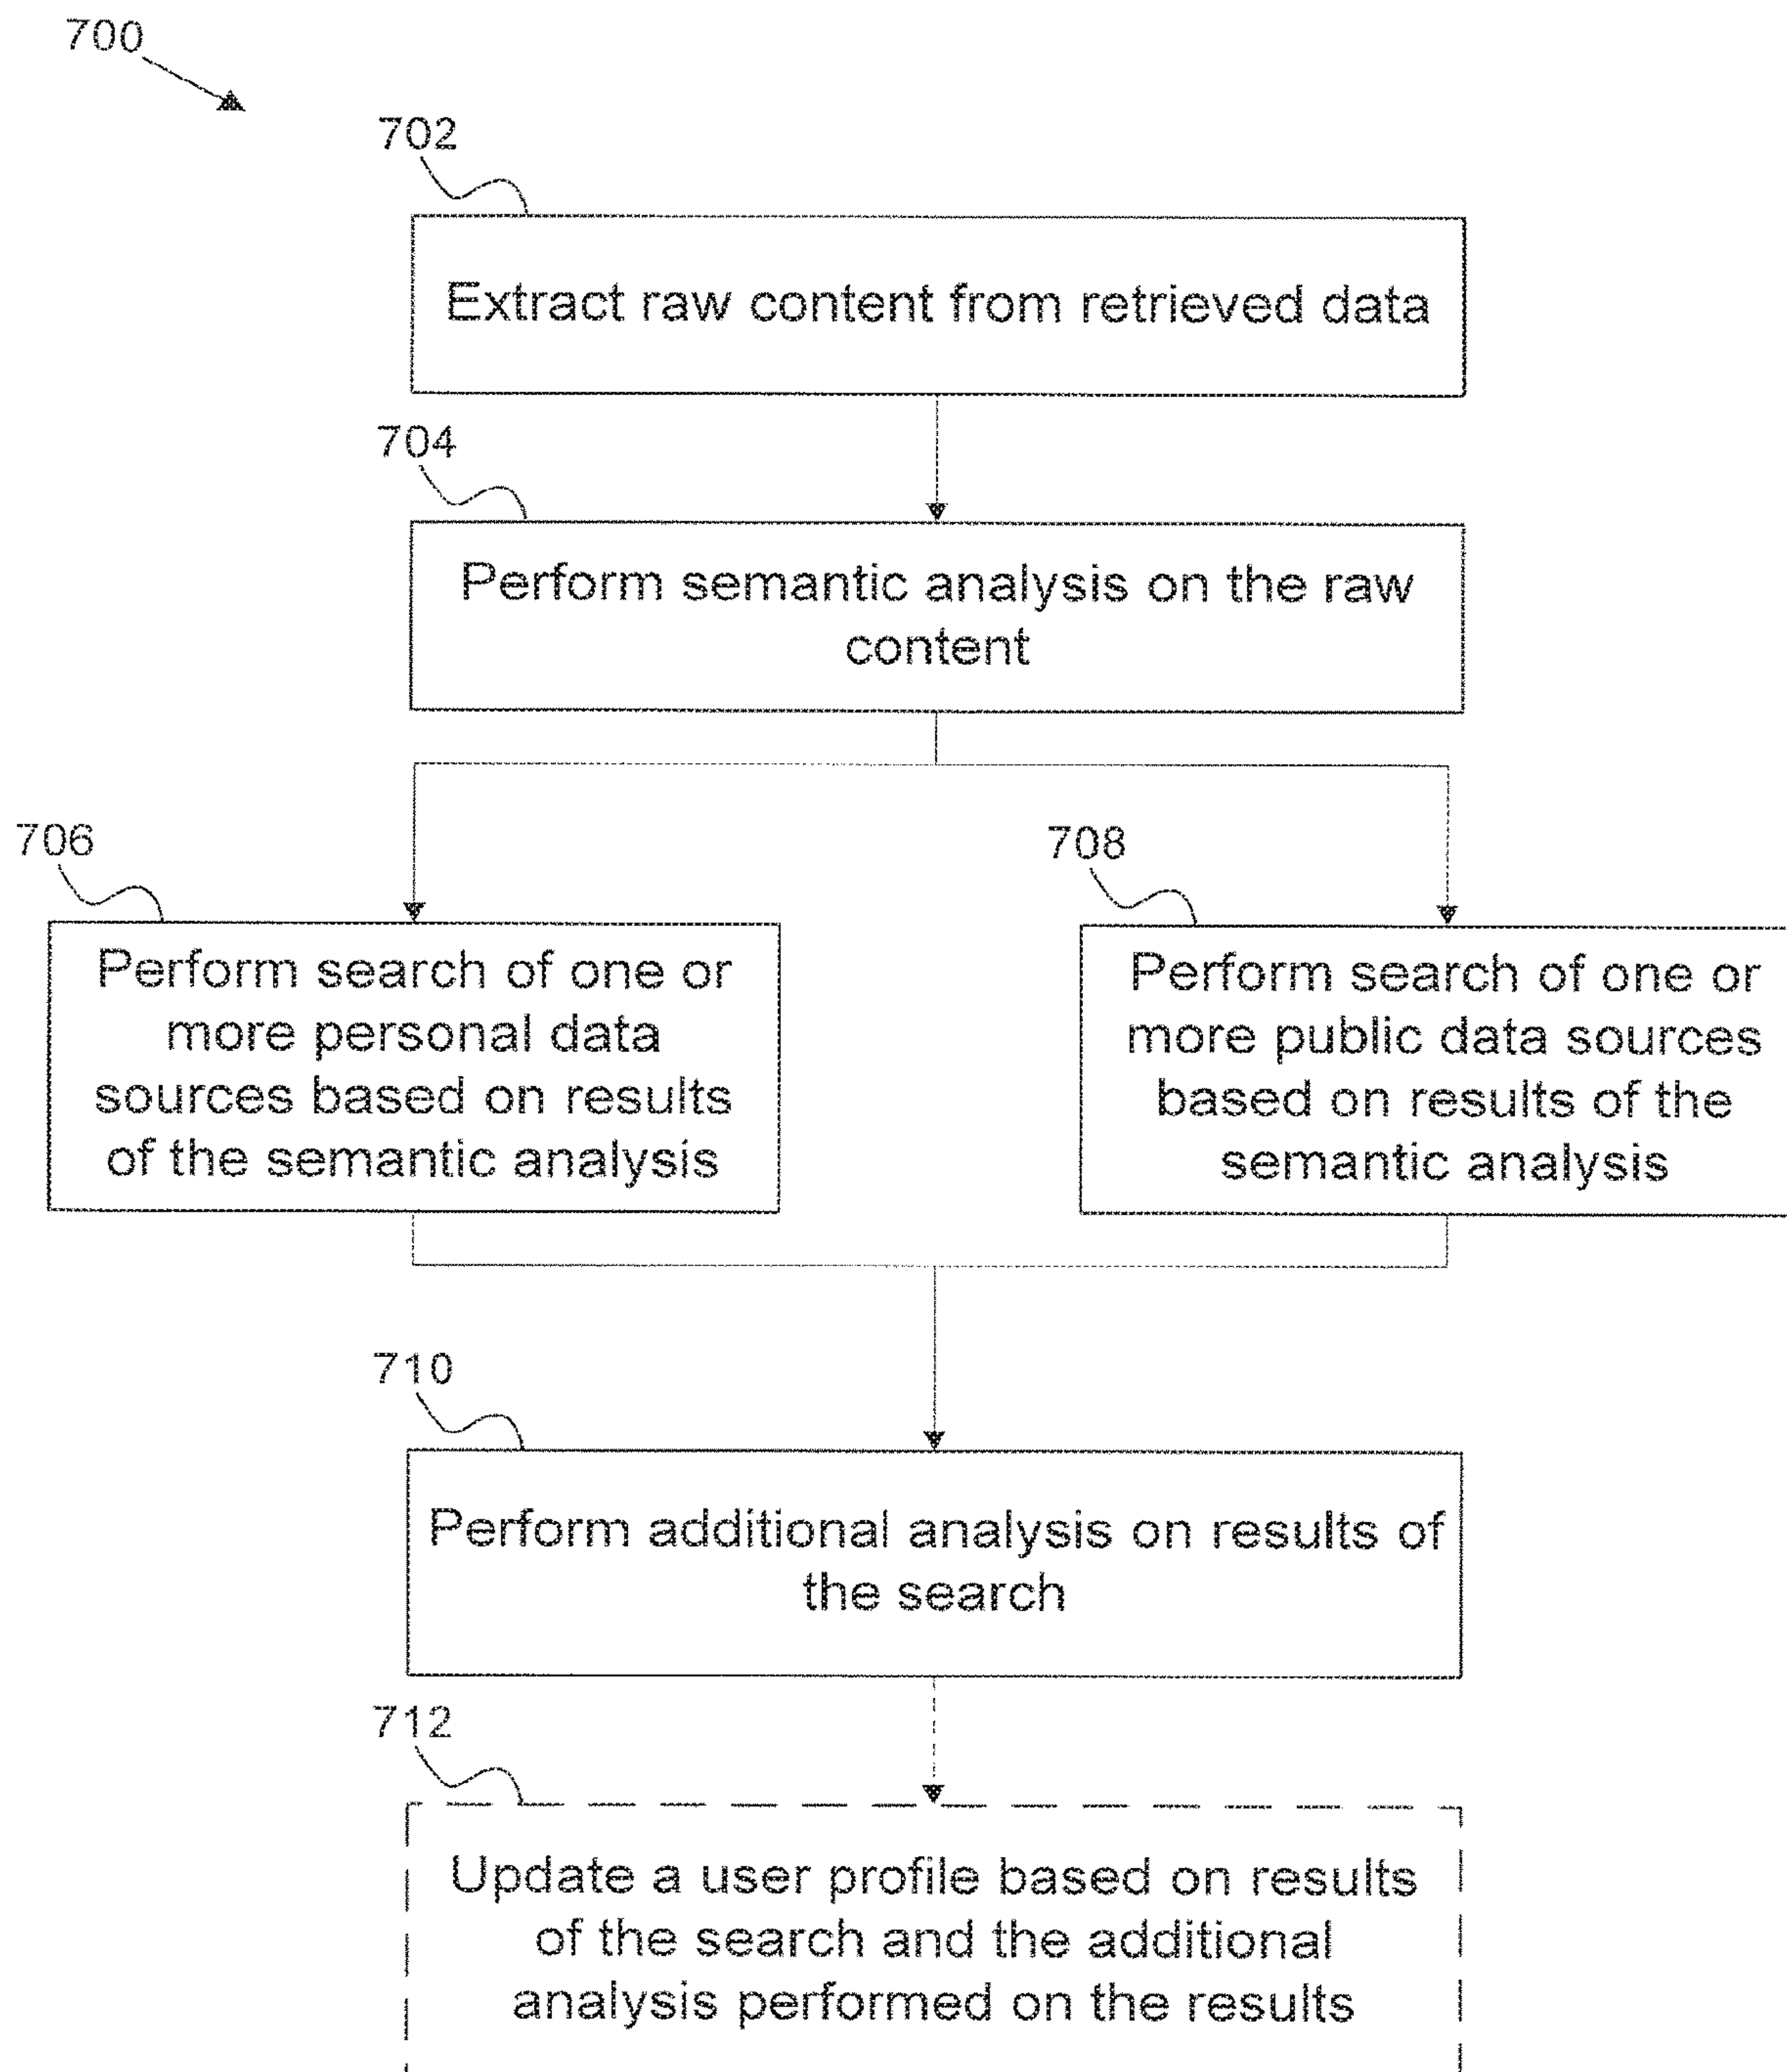 700
702
Extract raw content from retrieved data
704
Perform semantic analysis on the raw
content
706
Perform search of one or
more personal data
sources based on results
of the semantic analysis
708
Perform search of one or
more public data sources
based on results of the
semantic analysis
710
Perform additional analysis on results of
the search
712
Update a user profile based on results
of the search and the additional
analysis performed on the results